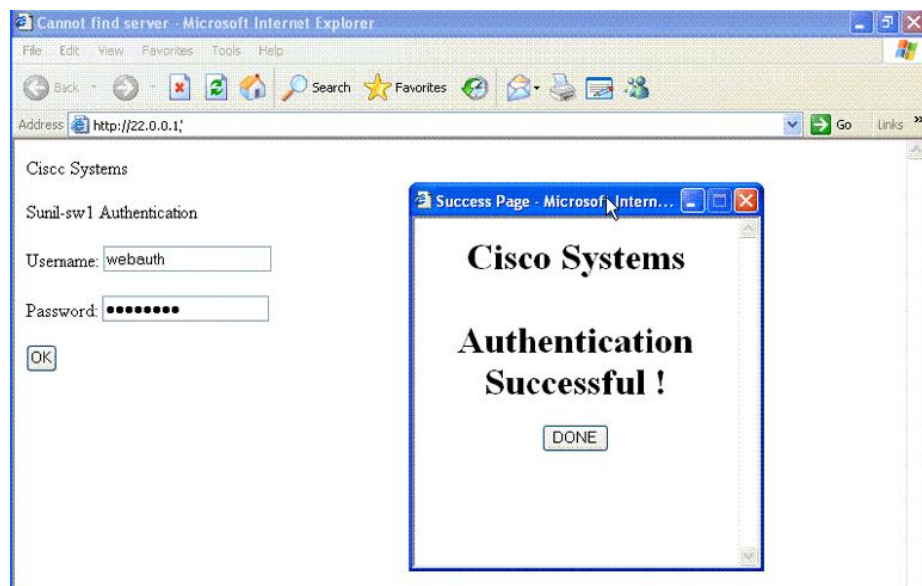 Cannot find server - Microsoft Internet Explorer
File Edit View Favorites Tools Help
Back Search Favorites
Address http://22.0.0.1/ Go Links »
Cisco Systems
Sunil-sw1 Authentication
Username: webauth
Password: ••••••••
OK
Success Page - Microsoft Intern...
Cisco Systems
Authentication
Successful !
DONE